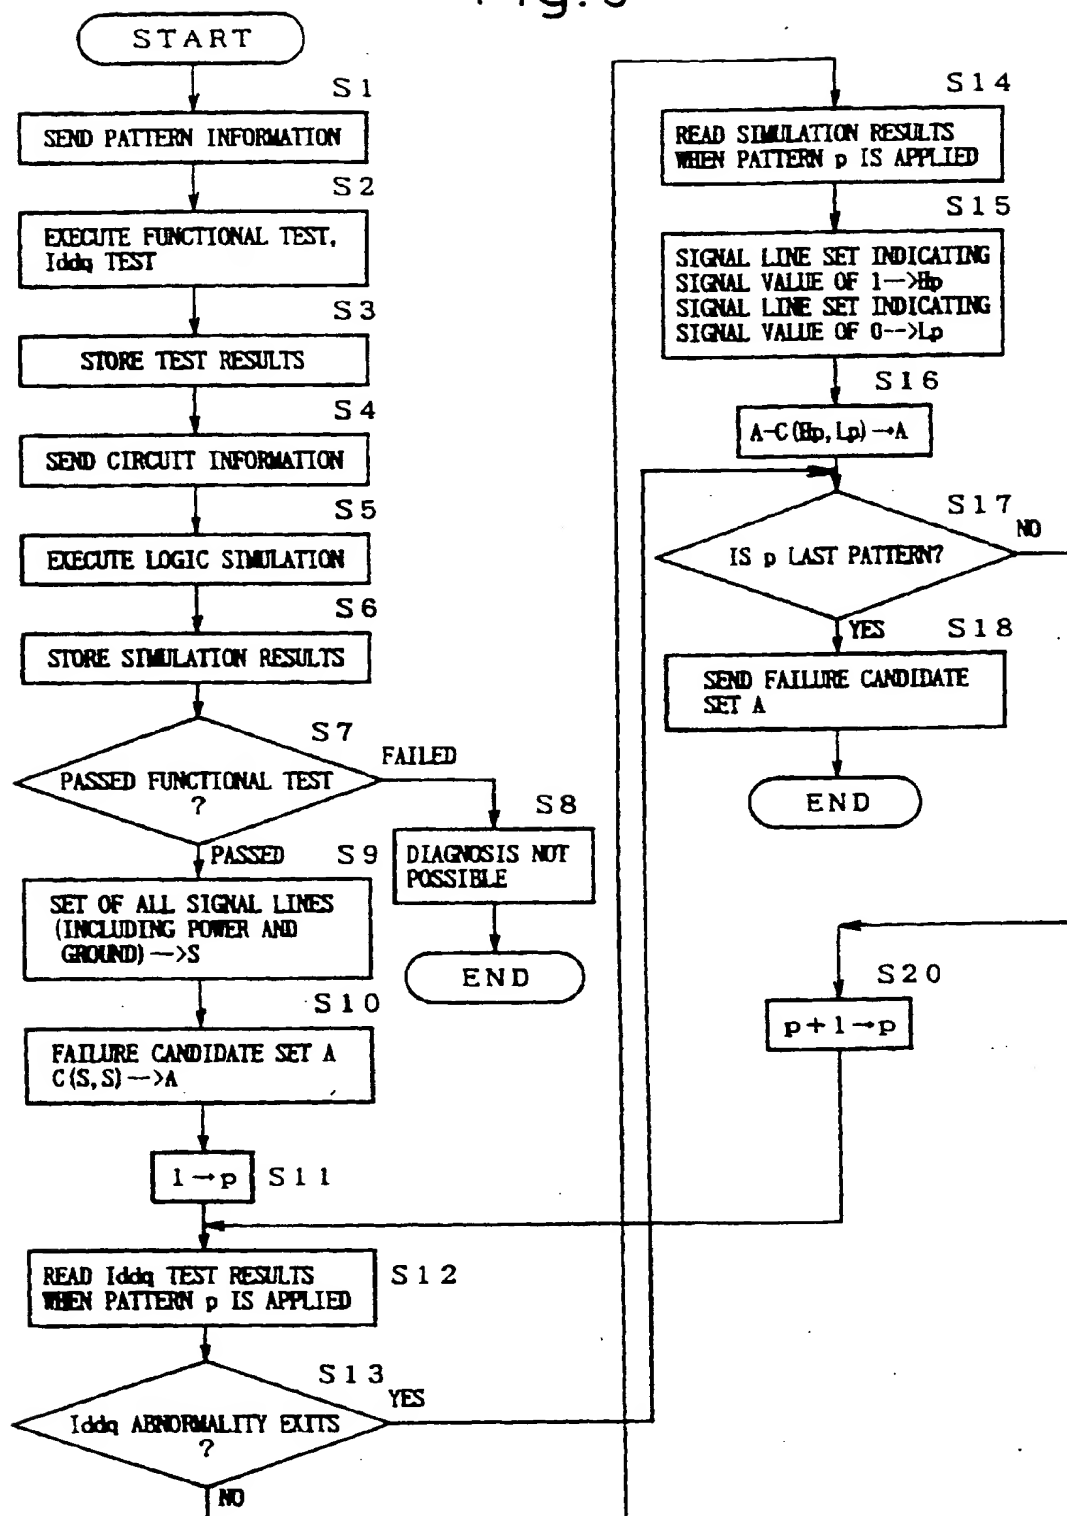 START
S1
SEND PATTERN INFORMATION
S2
EXECUTE FUNCTIONAL TEST,
Iddq TEST
S3
STORE TEST RESULTS
S4
SEND CIRCUIT INFORMATION
S5
EXECUTE LOGIC SIMULATION
S6
STORE SIMULATION RESULTS
S7
PASSED FUNCTIONAL TEST
?
FAILED
S8
DIAGNOSIS NOT
POSSIBLE
END
PASSED
S9
SET OF ALL SIGNAL LINES
(INCLUDING POWER AND
GROUND)-->S
S10
FAILURE CANDIDATE SET A
C(S,S)-->A
1→p
S11
READ Iddq TEST RESULTS
WHEN PATTERN p IS APPLIED
S12
S13
Iddq ABNORMALITY EXITS
?
YES
NO
S14
READ SIMULATION RESULTS
WHEN PATTERN p IS APPLIED
S15
SIGNAL LINE SET INDICATING
SIGNAL VALUE OF 1-->Hp
SIGNAL LINE SET INDICATING
SIGNAL VALUE OF 0-->Lp
S16
A-C(Hp,Lp)→A
S17
IS p LAST PATTERN?
NO
YES
S18
SEND FAILURE CANDIDATE
SET A
END
S20
p+1→p